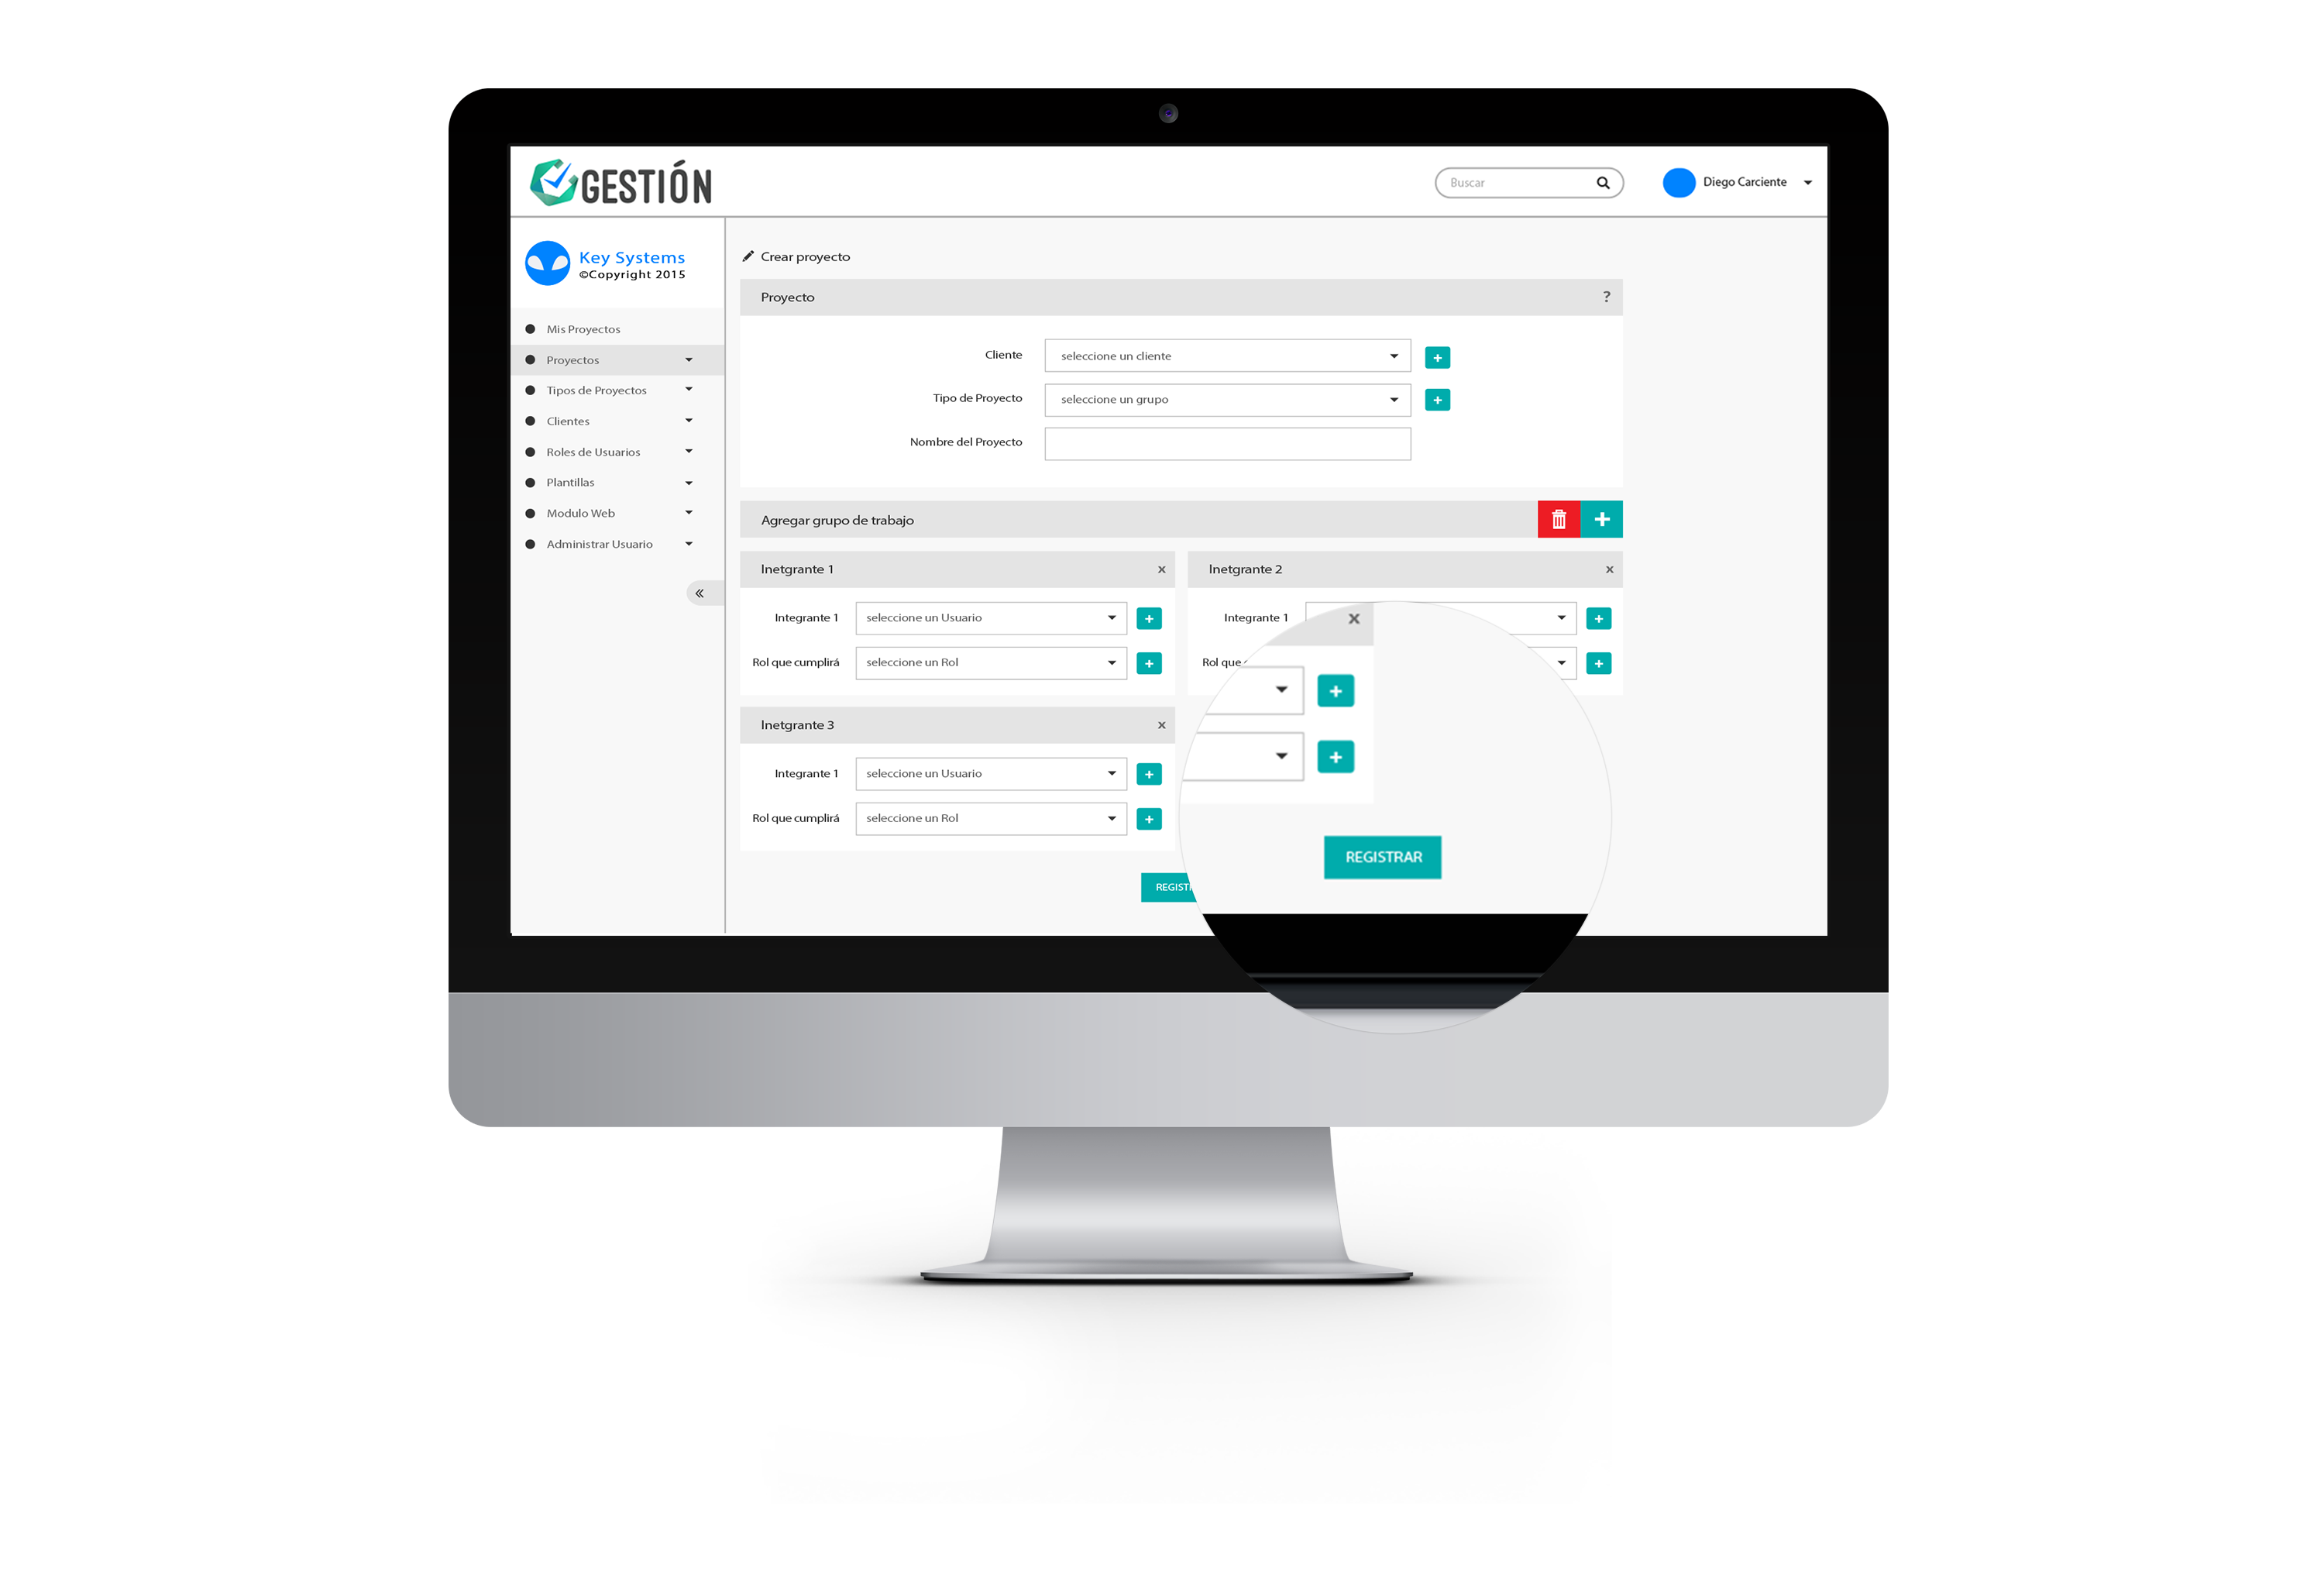 GESTIÓN
Buscar
Diego Carciente
Key Systems
©Copyright 2015
Mis Proyectos
Proyectos
Tipos de Proyectos
Clientes
Roles de Usuarios
Plantillas
Modulo Web
Administrar Usuario
«
Crear proyecto
Proyecto ?
Cliente seleccione un cliente +
Tipo de Proyecto seleccione un grupo +
Nombre del Proyecto
Agregar grupo de trabajo +
Inetgrante 1 x
Integrante 1 seleccione un Usuario +
Rol que cumplirá seleccione un Rol +
Inetgrante 2 x
Integrante 1 +
Rol que +
Inetgrante 3 x
Integrante 1 seleccione un Usuario +
Rol que cumplirá seleccione un Rol +
REGIST
x
+
+
REGISTRAR